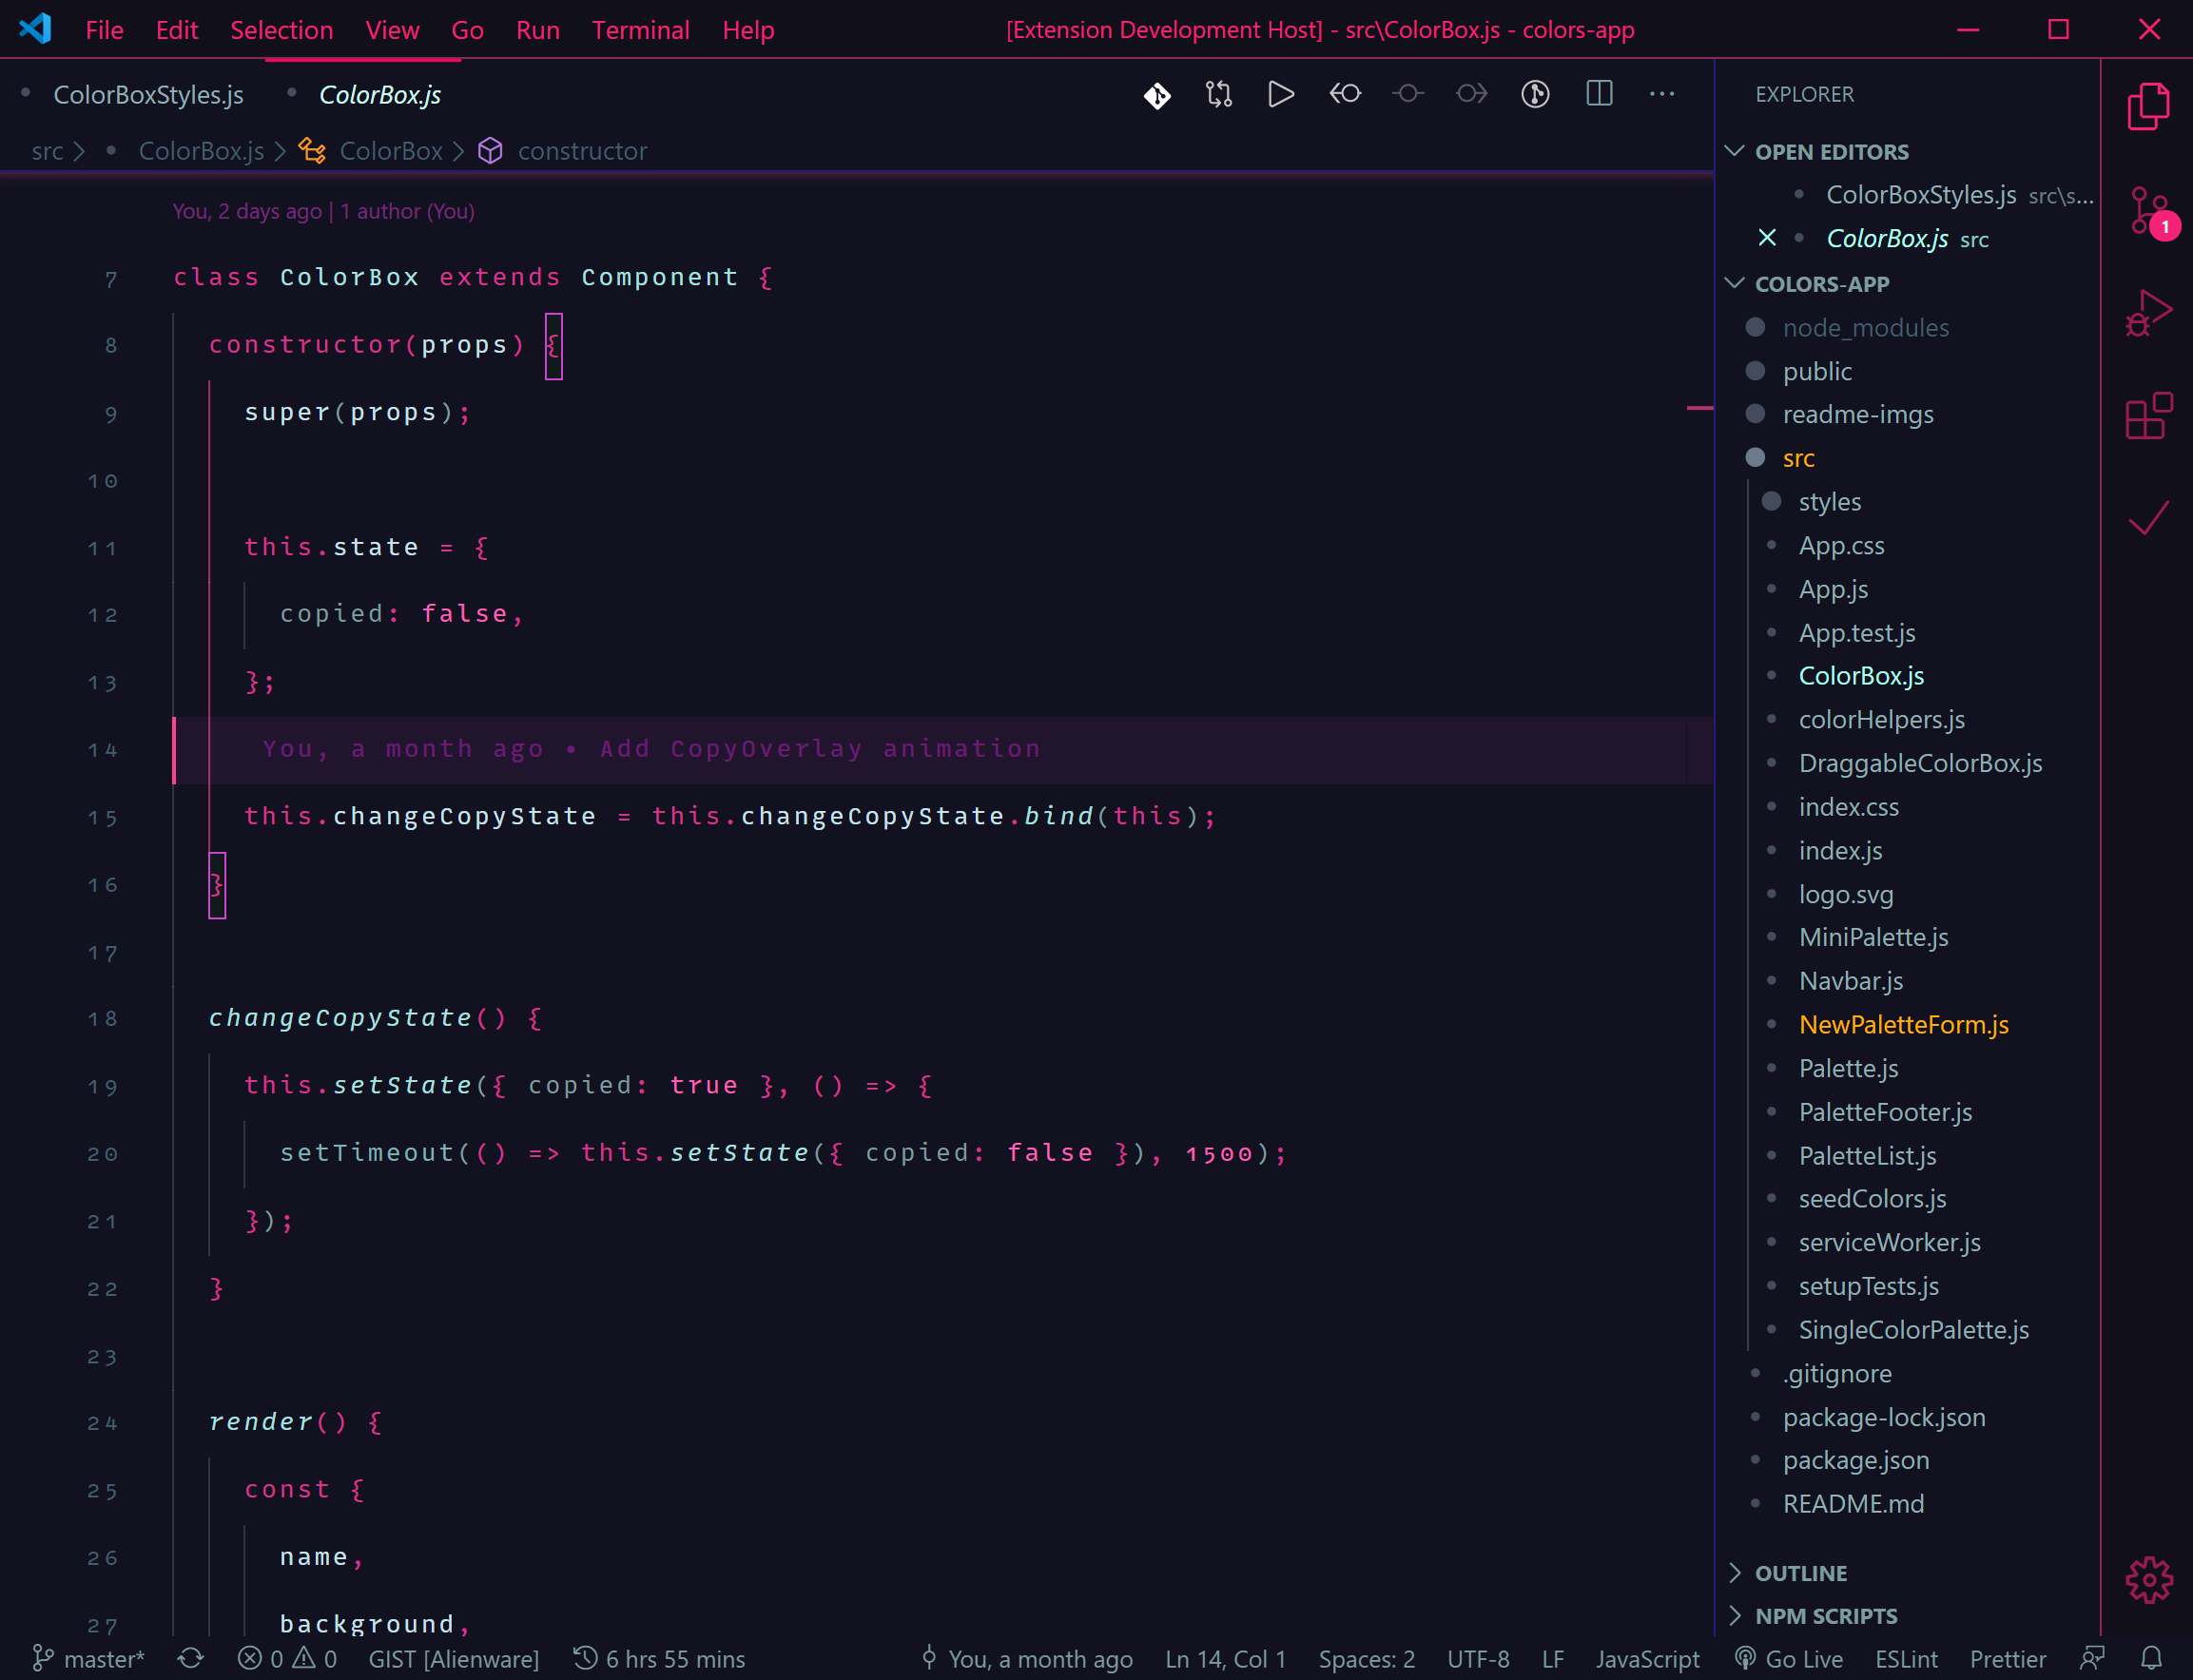 File Edit Selection View Go Run Terminal Help [Extension Development Host] - src\ColorBox.js - colors-app
ColorBoxStyles.js ColorBox.js
src > ColorBox.js > ColorBox > constructor
You, 2 days ago | 1 author (You)
7 class ColorBox extends Component {
8 constructor(props) {
9 super(props);
10
11 this.state = {
12 copied: false,
13 };
14 You, a month ago • Add CopyOverlay animation
15 this.changeCopyState = this.changeCopyState.bind(this);
16 }
17
18 changeCopyState() {
19 this.setState({ copied: true }, () => {
20 setTimeout(() => this.setState({ copied: false }), 1500);
21 });
22 }
23
24 render() {
25 const {
26 name,
27 background,
EXPLORER
OPEN EDITORS
ColorBoxStyles.js src\s...
ColorBox.js src
COLORS-APP
node_modules
public
readme-imgs
src
styles
App.css
App.js
App.test.js
ColorBox.js
colorHelpers.js
DraggableColorBox.js
index.css
index.js
logo.svg
MiniPalette.js
Navbar.js
NewPaletteForm.js
Palette.js
PaletteFooter.js
PaletteList.js
seedColors.js
serviceWorker.js
setupTests.js
SingleColorPalette.js
.gitignore
package-lock.json
package.json
README.md
OUTLINE
NPM SCRIPTS
1
master* 0 0 GIST [Alienware] 6 hrs 55 mins You, a month ago Ln 14, Col 1 Spaces: 2 UTF-8 LF JavaScript Go Live ESLint Prettier